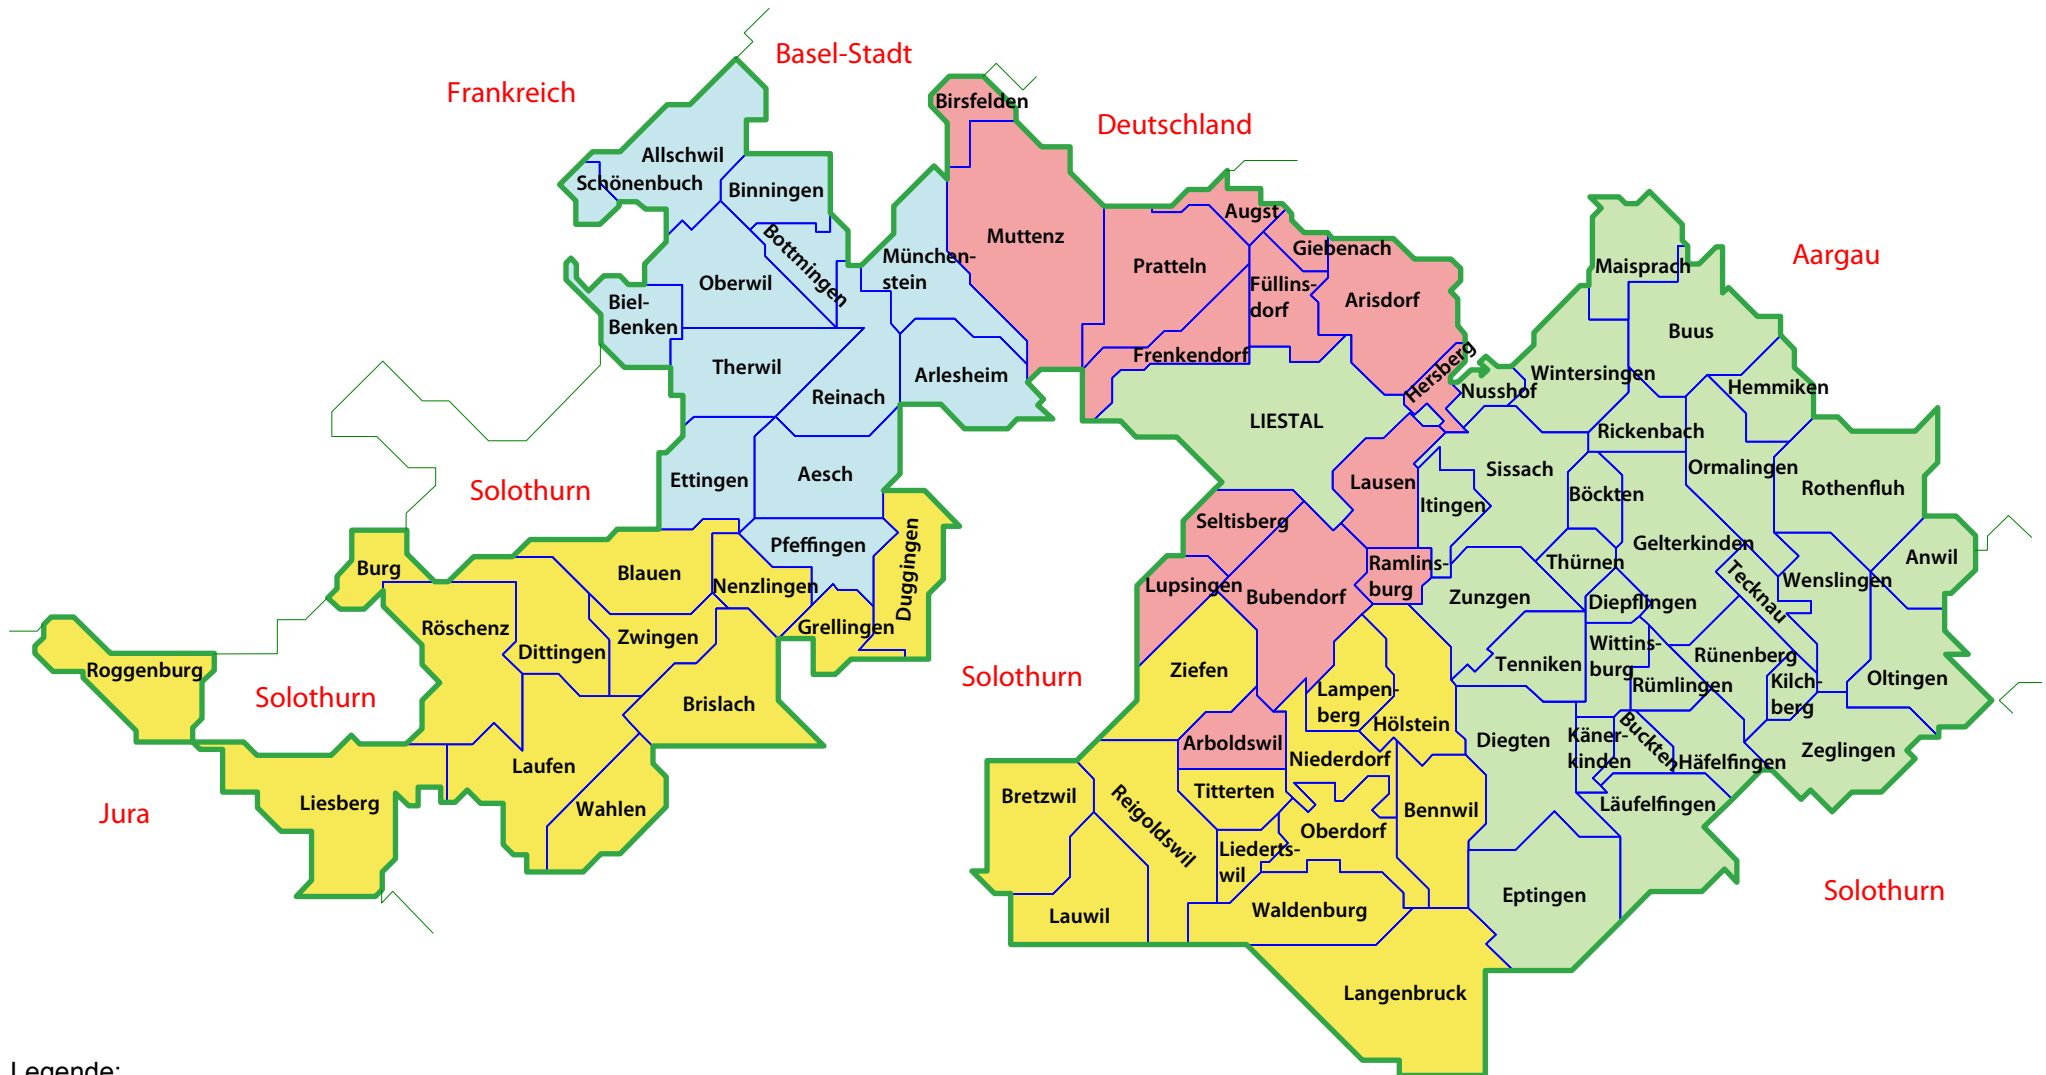 Basel-Stadt
Frankreich
Birsfelden
Deutschland
Allschwil
Schönenbuch
Binningen
Augst
Muttenz
Bottmingen
München-
stein
Giebenach
Aargau
Pratteln
Maisprach
Oberwil
Füllins-
dorf
Arisdorf
Biel-
Benken
Buus
Frenkendorf
Therwil
Arlesheim
Hersberg
Wintersingen
Nusshof
Hemmiken
Reinach
LIESTAL
Rickenbach
Sissach
Ormalingen
Aesch
Ettingen
Lausen
Böckten
Rothenfluh
Solothurn
Itingen
Seltisberg
Pfeffingen
Gelterkinden
Anwil
Duggingen
Burg
Blauen
Nenzlingen
Lupsingen
Ramlins-
burg
Thürnen
Tecknau
Wenslingen
Bubendorf
Zunzgen
Diepflingen
Röschenz
Zwingen
Grellingen
Dittingen
Wittins-
burg
Rünenberg
Roggenburg
Solothurn
Solothurn
Ziefen
Tenniken
Rümlingen
Kilch-
berg
Oltingen
Brislach
Lampen-
berg
Hölstein
Arboldswil
Diegten
Käner-
kinden
Buckten
Zeglingen
Laufen
Niederdorf
Häfelfingen
Liesberg
Wahlen
Jura
Bretzwil
Reigoldswil
Titterten
Bennwil
Läufelfingen
Oberdorf
Liederts-
wil
Eptingen
Solothurn
Lauwil
Waldenburg
Langenbruck
Legende: